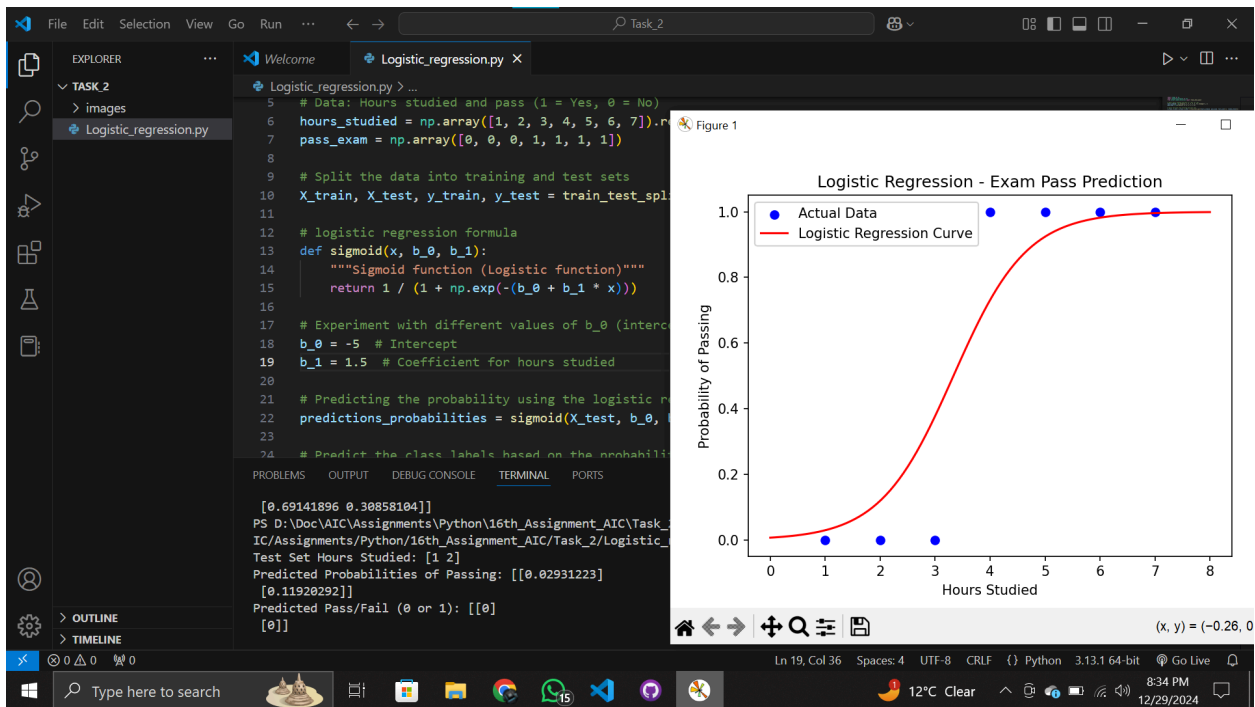 File Edit Selection View Go Run ··· Task_2
EXPLORER ···
TASK_2
images
Logistic_regression.py
OUTLINE
TIMELINE
Welcome Logistic_regression.py
Logistic_regression.py > ...
5 # Data: Hours studied and pass (1 = Yes, 0 = No)
6 hours_studied = np.array([1, 2, 3, 4, 5, 6, 7]).re
7 pass_exam = np.array([0, 0, 0, 1, 1, 1, 1])
8
9 # Split the data into training and test sets
10 X_train, X_test, y_train, y_test = train_test_spl
11
12 # logistic regression formula
13 def sigmoid(x, b_0, b_1):
14 """Sigmoid function (Logistic function)"""
15 return 1 / (1 + np.exp(-(b_0 + b_1 * x)))
16
17 # Experiment with different values of b_0 (interc
18 b_0 = -5 # Intercept
19 b_1 = 1.5 # Coefficient for hours studied
20
21 # Predicting the probability using the logistic r
22 predictions_probabilities = sigmoid(X_test, b_0,
23
24 # Predict the class labels based on the probabili
PROBLEMS OUTPUT DEBUG CONSOLE TERMINAL PORTS
[0.69141896 0.30858104]]
PS D:\Doc\AIC\Assignments\Python\16th_Assignment_AIC\Task_
IC/Assignments/Python/16th_Assignment_AIC/Task_2/Logistic_
Test Set Hours Studied: [1 2]
Predicted Probabilities of Passing: [[0.02931223]
[0.11920292]]
Predicted Pass/Fail (0 or 1): [[0]
[0]]
Figure 1
Logistic Regression - Exam Pass Prediction
Actual Data
Logistic Regression Curve
Probability of Passing
1.0
0.8
0.6
0.4
0.2
0.0
0 1 2 3 4 5 6 7 8
Hours Studied
(x, y) = (−0.26, 0
0 0 0 Ln 19, Col 36 Spaces: 4 UTF-8 CRLF {} Python 3.13.1 64-bit Go Live
Type here to search 15 1 12°C Clear 8:34 PM
12/29/2024